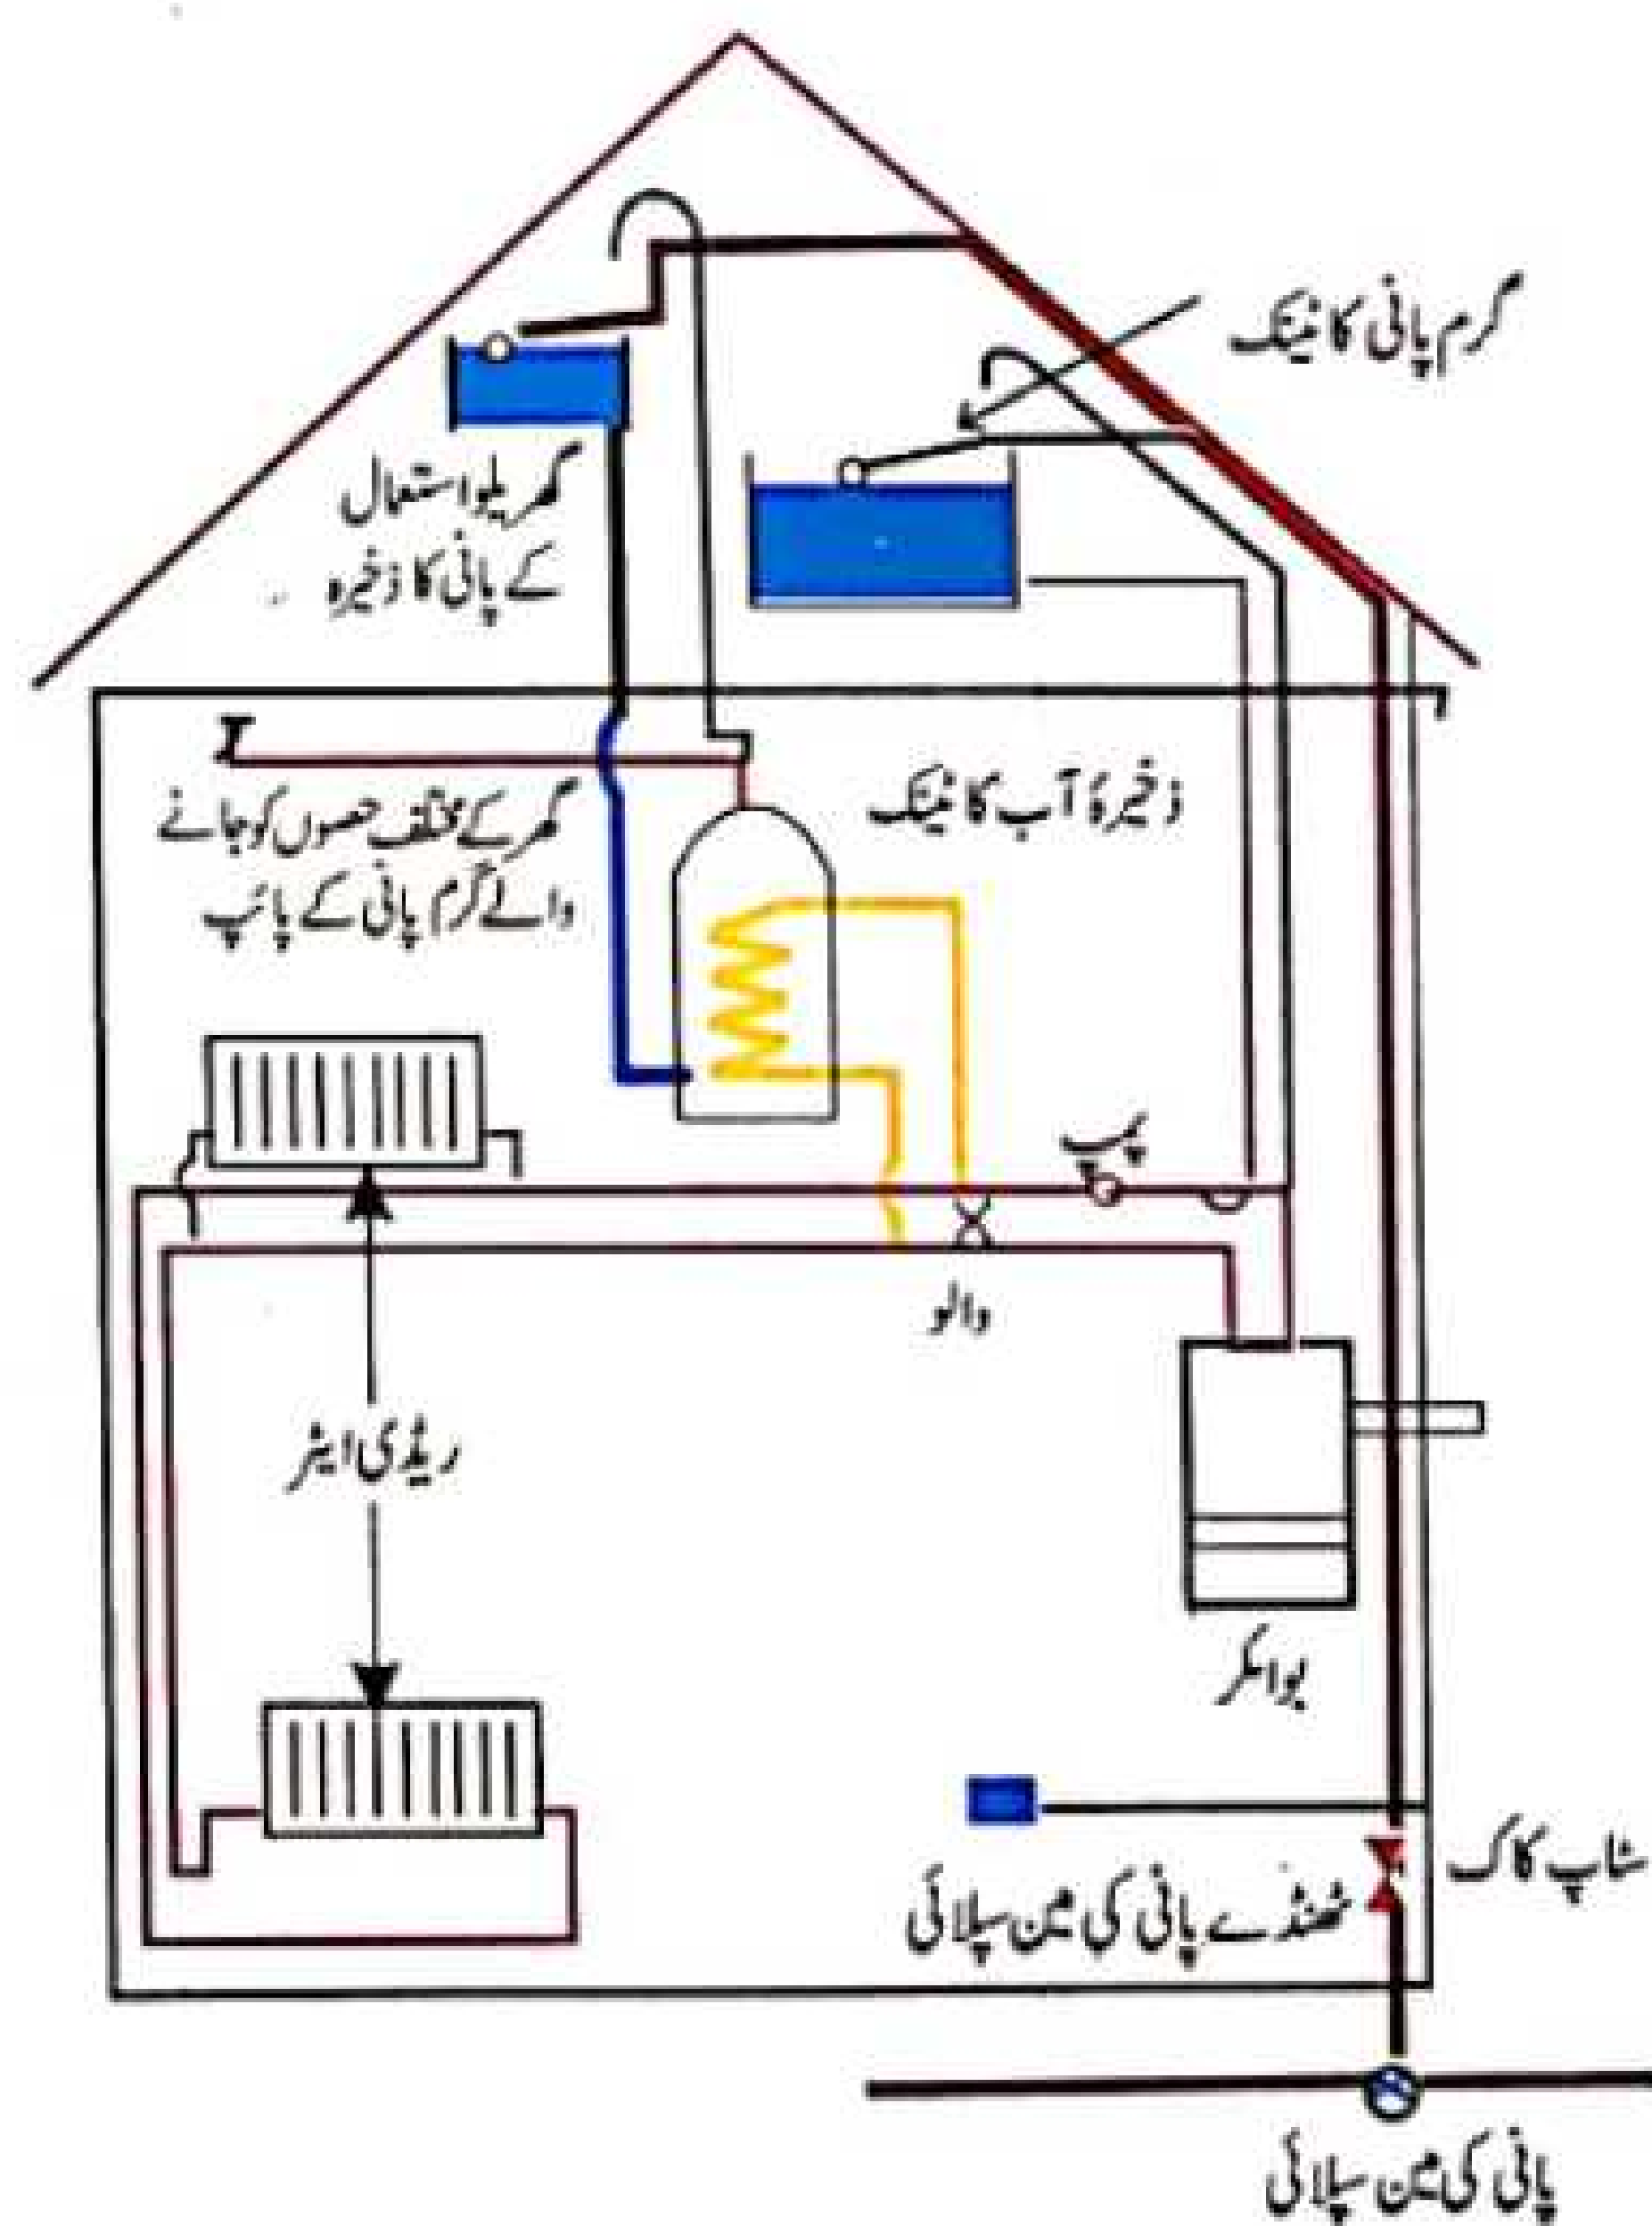 گرم پانی کا ٹینک
گھریلو استعمال
کے پانی کا ذخیرہ
ذخیرۂ آب کا ٹینک
گھر کے مختلف حصوں کو جانے
والے گرم پانی کے پائپ
پمپ
والو
ریڈی ایٹر
بوائلر
سٹاپ کاک
ٹھنڈے پانی کی مین سپلائی
پانی کی مین سپلائی